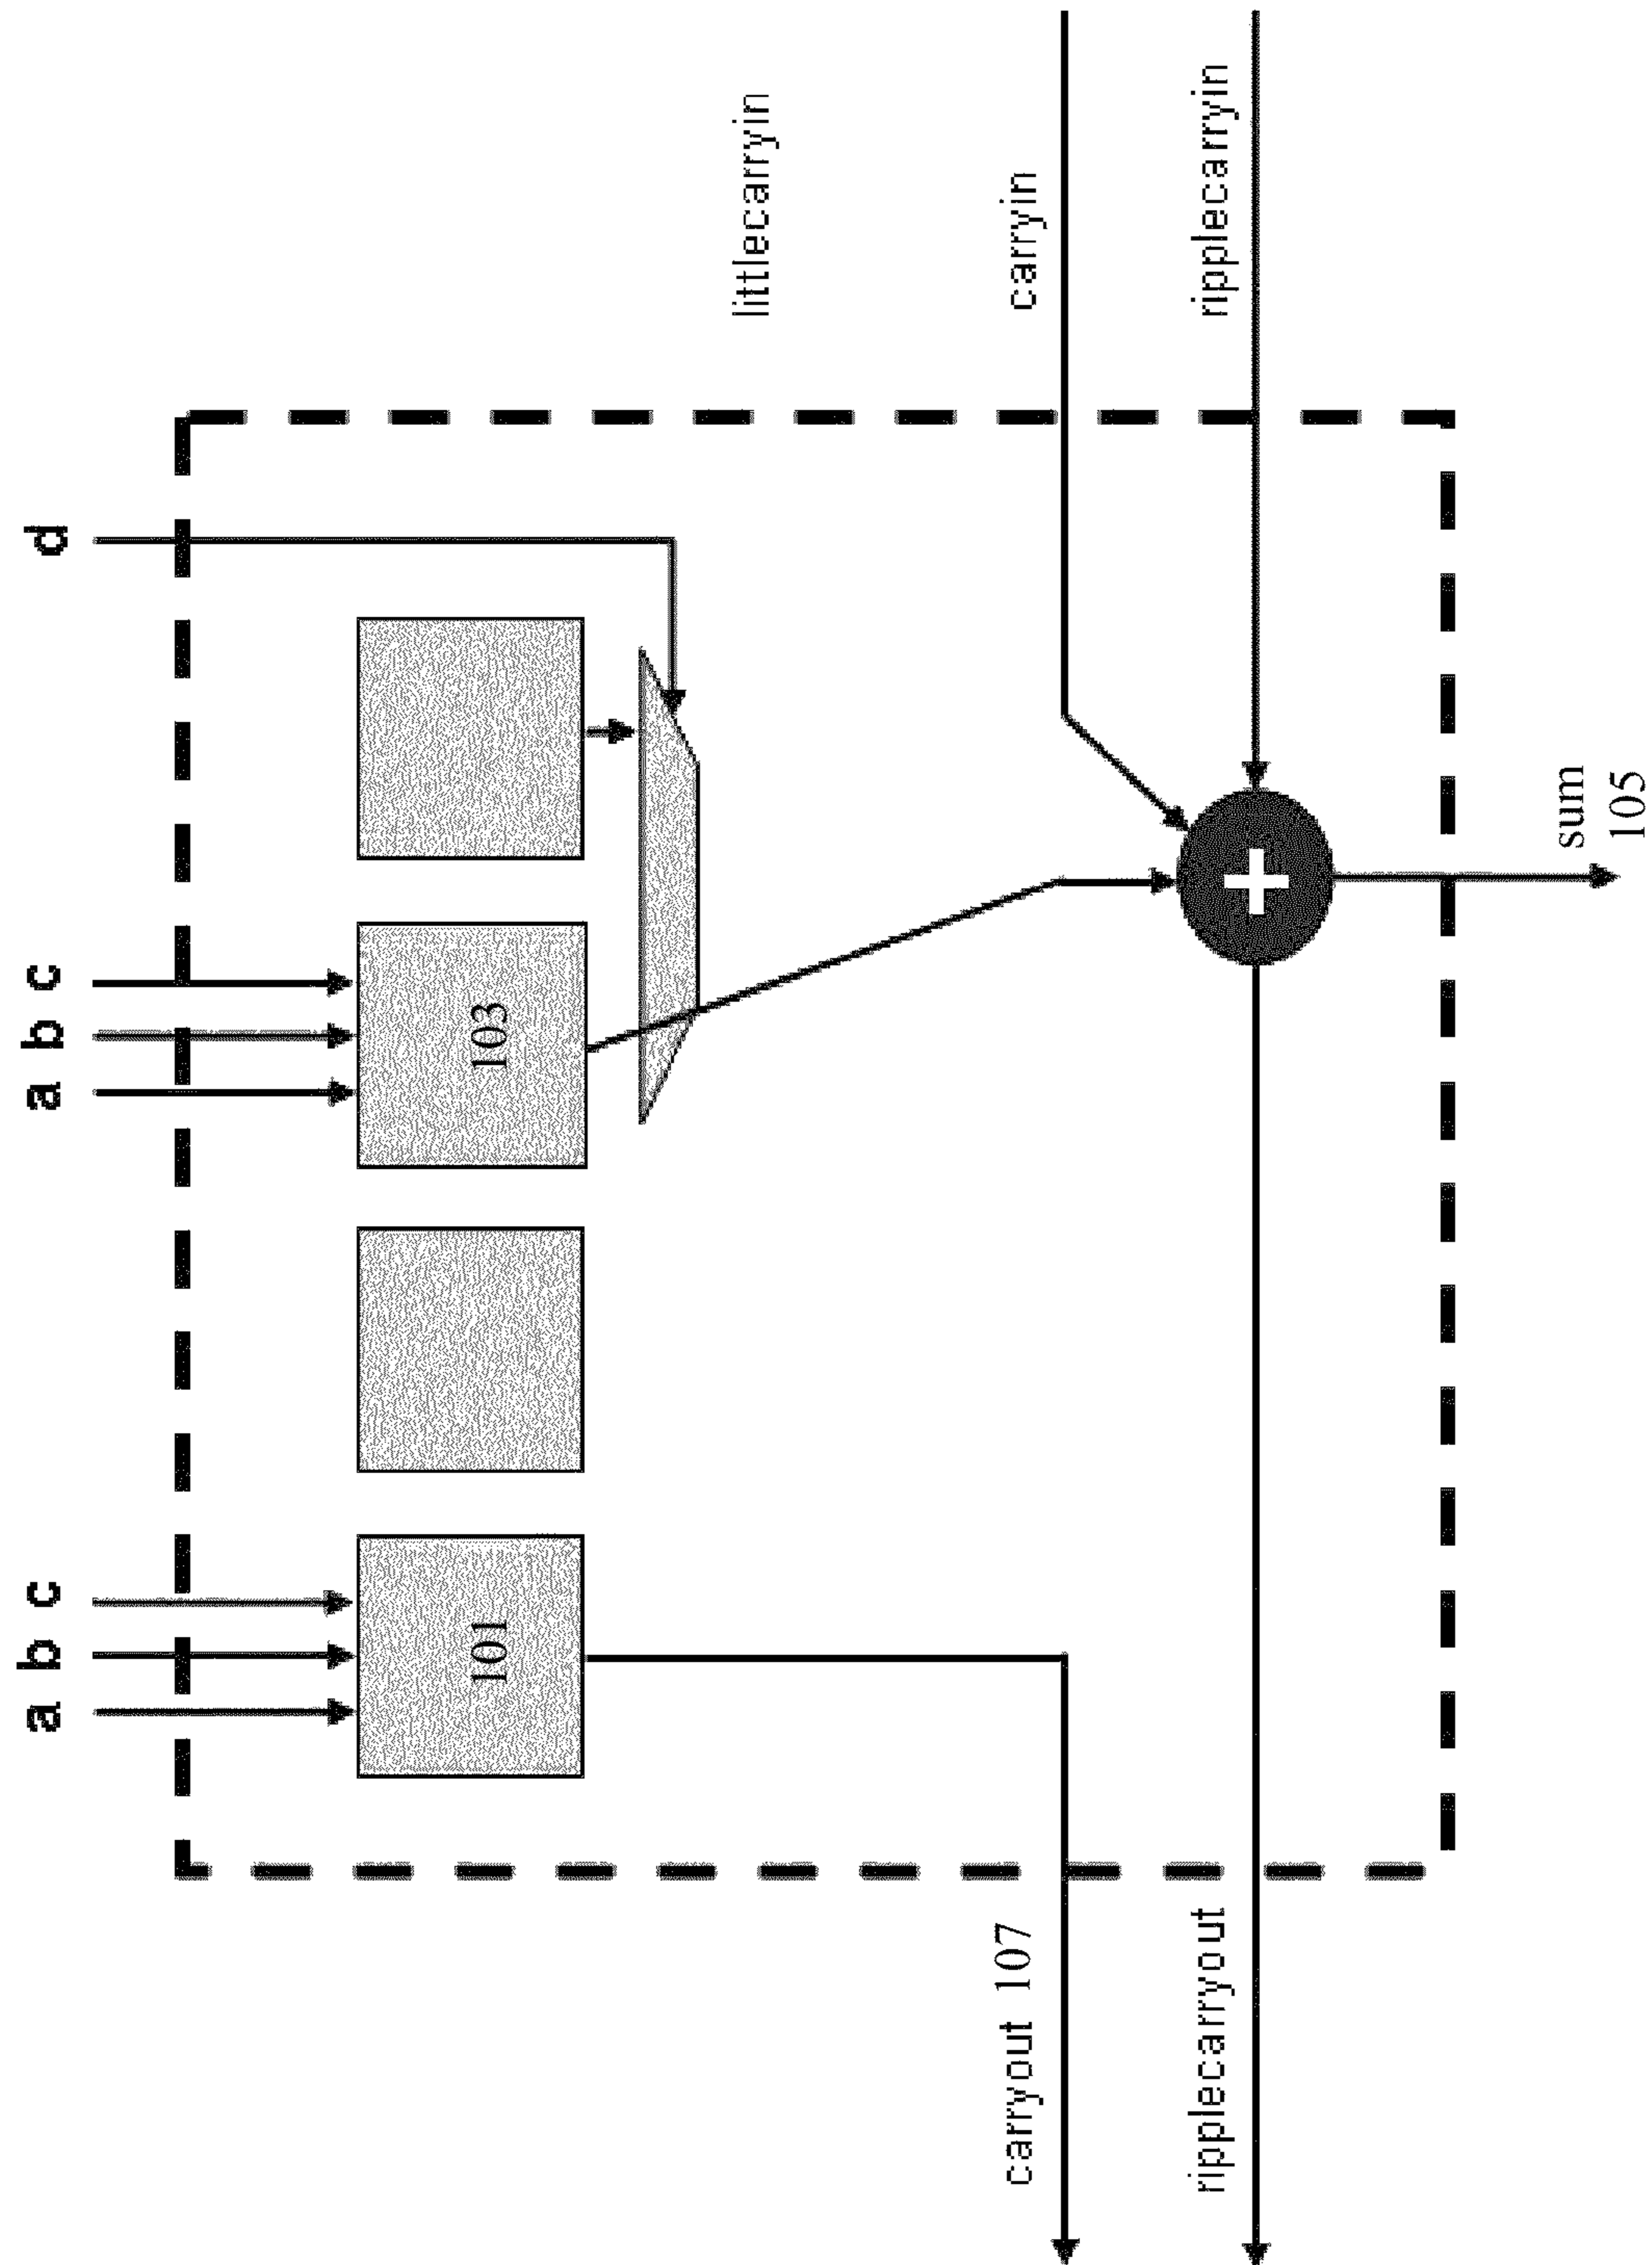 a b c
a b c
d
101
103
littlecarryin
carryout 107
carryin
ripplecarryout
ripplecarryin
+
sum
105